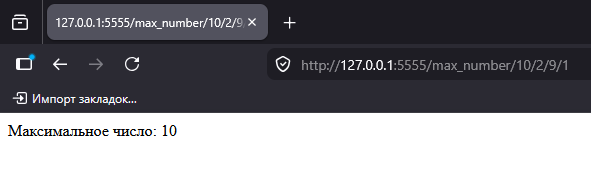 127.0.0.1:5555/max_number/10/2/9
http://127.0.0.1:5555/max_number/10/2/9/1
Импорт закладок...
Максимальное число: 10